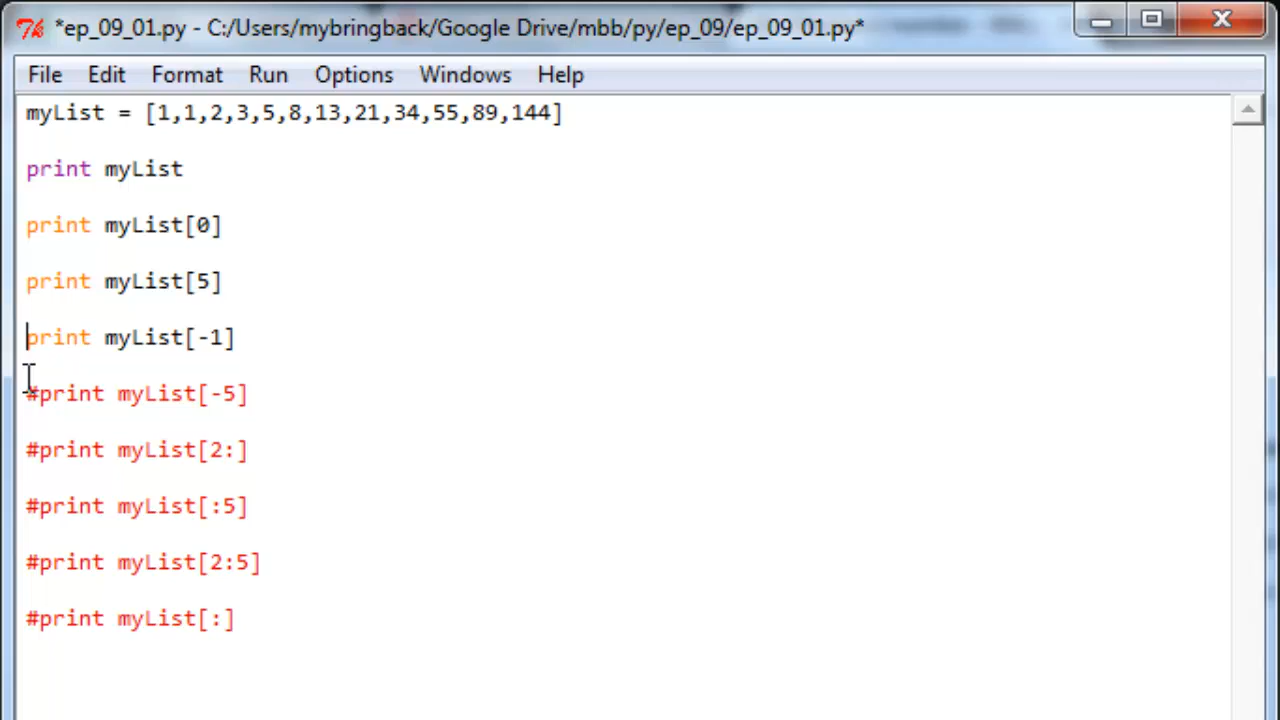 *ep_09_01.py - C:/Users/mybringback/Google Drive/mbb/py/ep_09/ep_09_01.py*
File Edit Format Run Options Windows Help
myList = [1,1,2,3,5,8,13,21,34,55,89,144]
print myList
print myList[0]
print myList[5]
print myList[-1]
#print myList[-5]
#print myList[2:]
#print myList[:5]
#print myList[2:5]
#print myList[:]